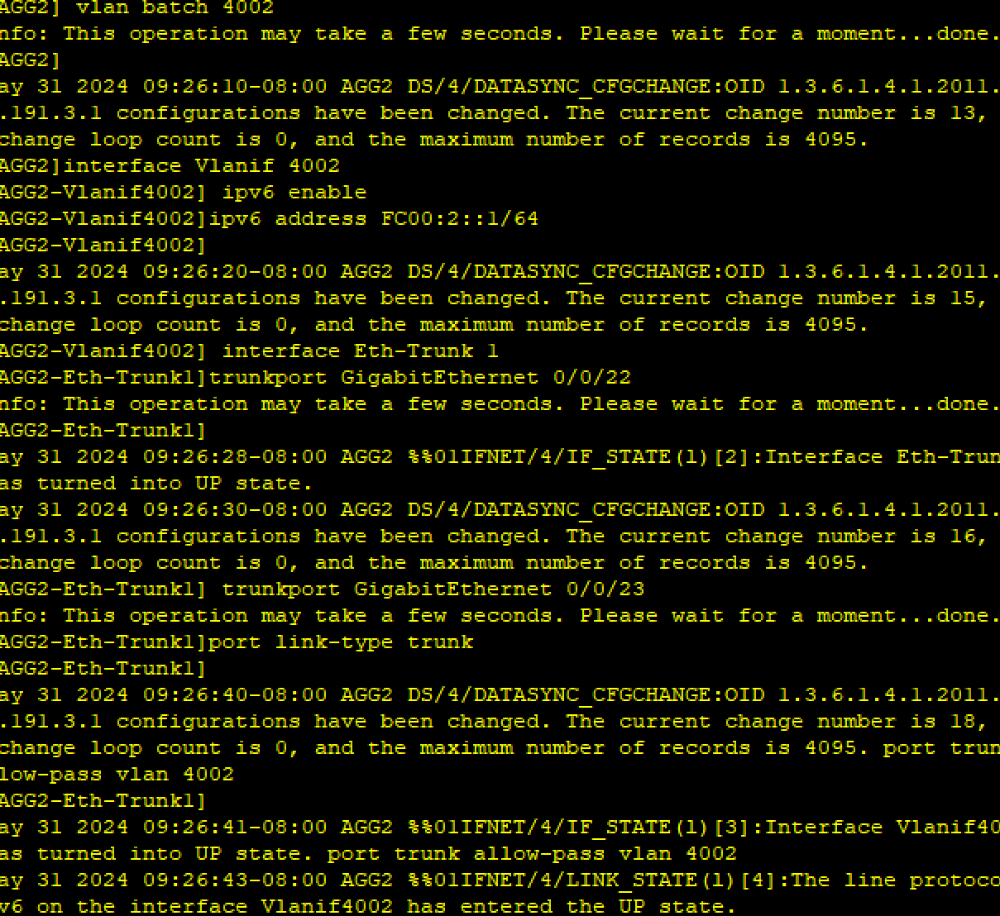 AGG2] vlan batch 4002
nfo: This operation may take a few seconds. Please wait for a moment...done.
AGG2]
ay 31 2024 09:26:10-08:00 AGG2 DS/4/DATASYNC_CFGCHANGE:OID 1.3.6.1.4.1.2011.
.191.3.1 configurations have been changed. The current change number is 13,
change loop count is 0, and the maximum number of records is 4095.
AGG2]interface Vlanif 4002
AGG2-Vlanif4002] ipv6 enable
AGG2-Vlanif4002]ipv6 address FC00:2::1/64
AGG2-Vlanif4002]
ay 31 2024 09:26:20-08:00 AGG2 DS/4/DATASYNC_CFGCHANGE:OID 1.3.6.1.4.1.2011.
.191.3.1 configurations have been changed. The current change number is 15,
change loop count is 0, and the maximum number of records is 4095.
AGG2-Vlanif4002] interface Eth-Trunk 1
AGG2-Eth-Trunk1]trunkport GigabitEthernet 0/0/22
nfo: This operation may take a few seconds. Please wait for a moment...done.
AGG2-Eth-Trunk1]
ay 31 2024 09:26:28-08:00 AGG2 %%01IFNET/4/IF_STATE(l)[2]:Interface Eth-Trun
as turned into UP state.
ay 31 2024 09:26:30-08:00 AGG2 DS/4/DATASYNC_CFGCHANGE:OID 1.3.6.1.4.1.2011.
.191.3.1 configurations have been changed. The current change number is 16,
change loop count is 0, and the maximum number of records is 4095.
AGG2-Eth-Trunk1] trunkport GigabitEthernet 0/0/23
nfo: This operation may take a few seconds. Please wait for a moment...done.
AGG2-Eth-Trunk1]port link-type trunk
AGG2-Eth-Trunk1]
ay 31 2024 09:26:40-08:00 AGG2 DS/4/DATASYNC_CFGCHANGE:OID 1.3.6.1.4.1.2011.
.191.3.1 configurations have been changed. The current change number is 18,
change loop count is 0, and the maximum number of records is 4095. port trun
low-pass vlan 4002
AGG2-Eth-Trunk1]
ay 31 2024 09:26:41-08:00 AGG2 %%01IFNET/4/IF_STATE(l)[3]:Interface Vlanif40
as turned into UP state. port trunk allow-pass vlan 4002
ay 31 2024 09:26:43-08:00 AGG2 %%01IFNET/4/LINK_STATE(l)[4]:The line protoco
v6 on the interface Vlanif4002 has entered the UP state.